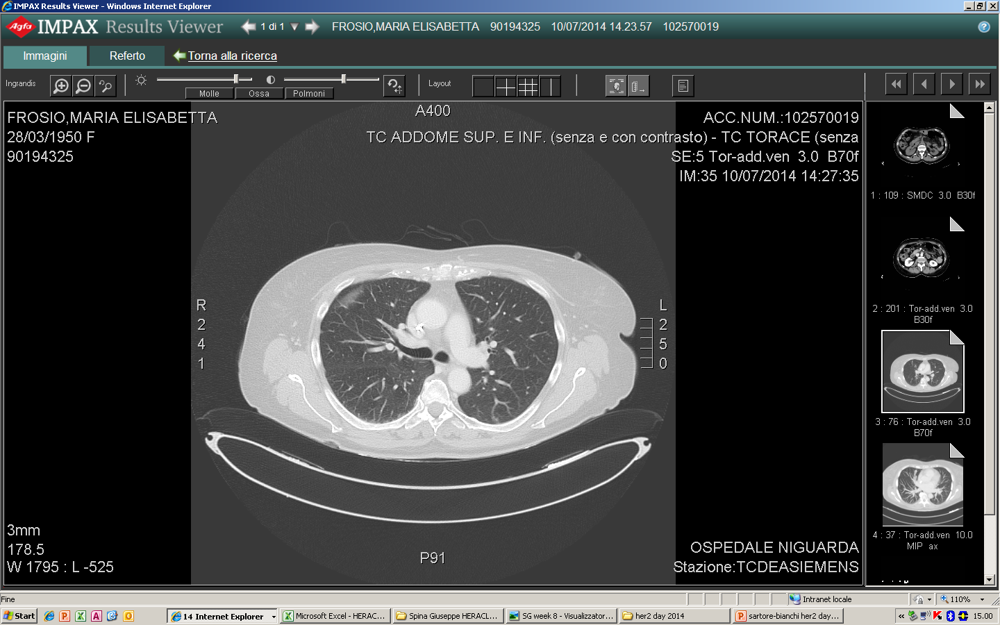 IMPAX Results Viewer - Windows Internet Explorer
Agfa IMPAX Results Viewer 1 di 1 FROSIO,MARIA ELISABETTA 90194325 10/07/2014 14.23.57 102570019 ?
Immagini Referto Torna alla ricerca
Ingrandis Layout
Molle Ossa Polmoni
FROSIO,MARIA ELISABETTA
28/03/1950 F
90194325
A400
ACC.NUM.:102570019
TC ADDOME SUP. E INF. (senza e con contrasto) - TC TORACE (senza
SE:5 Tor-add.ven 3.0 B70f
IM:35 10/07/2014 14:27:35
R
2
4
1
L
2
5
0
3mm
178.5
W 1795 : L -525
P91
OSPEDALE NIGUARDA
Stazione:TCDEASIEMENS
1 : 109 : SMDC 3.0 B30f
2 : 201 : Tor-add.ven 3.0
B30f
3 : 76 : Tor-add.ven 3.0
B70f
4 : 37 : Tor-add.ven 10.0
MIP ax
Fine Intranet locale 110%
Start 14 Internet Explorer Microsoft Excel - HERAC... Spina Giuseppe HERACL... SG week 8 - Visualizzator... her2 day 2014 sartore-bianchi her2 day... 15.00